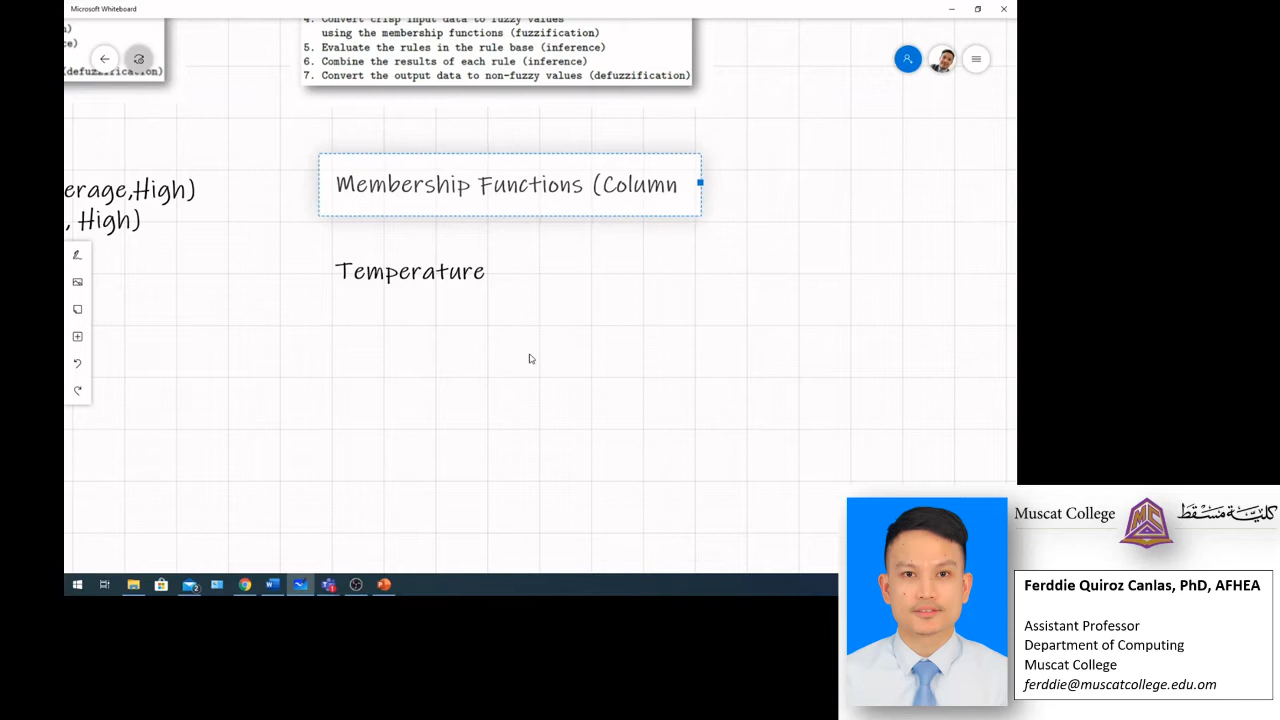 Microsoft Whiteboard
4. Convert crisp input data to fuzzy values
using the membership functions (fuzzification)
5. Evaluate the rules in the rule base (inference)
6. Combine the results of each rule (inference)
7. Convert the output data to non-fuzzy values (defuzzification)
(defuzzification)
Membership Functions (Column
erage,High)
, High)
Temperature
Muscat College
كلية مسقط
MC
Ferddie Quiroz Canlas, PhD, AFHEA
Assistant Professor
Department of Computing
Muscat College
ferddie@muscatcollege.edu.om